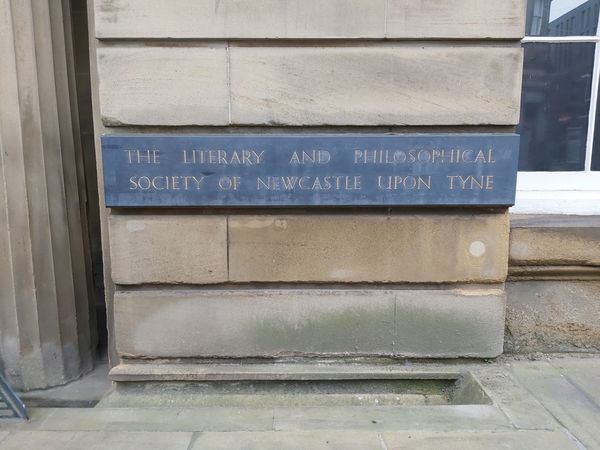 THE LITERARY AND PHILOSOPHICAL
SOCIETY OF NEWCASTLE UPON TYNE